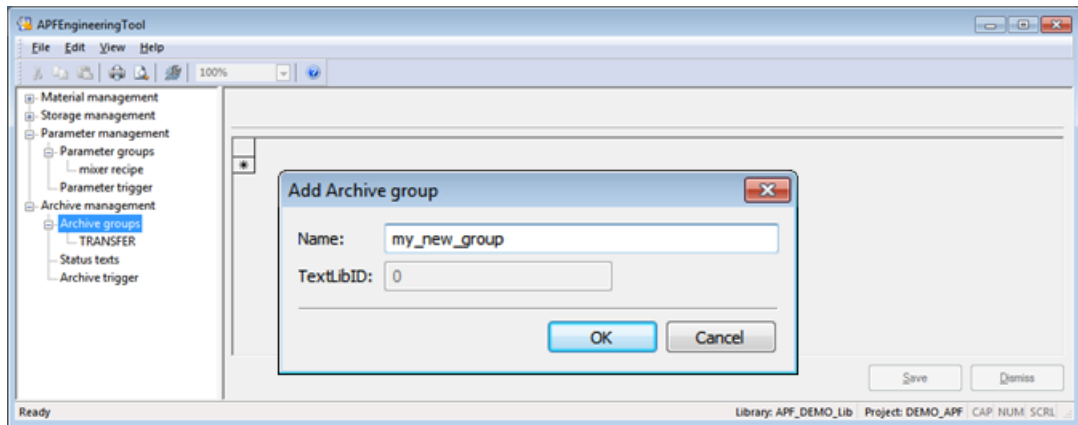 APFEngineeringTool
File Edit View Help
100%
Material management
Storage management
Parameter management
Parameter groups
mixer recipe
Parameter trigger
Archive management
Archive groups
TRANSFER
Status texts
Archive trigger
Add Archive group
Name: my_new_group
TextLibID: 0
OK Cancel
Save Dismiss
Ready Library: APF_DEMO_Lib Project: DEMO_APF CAP NUM SCRL